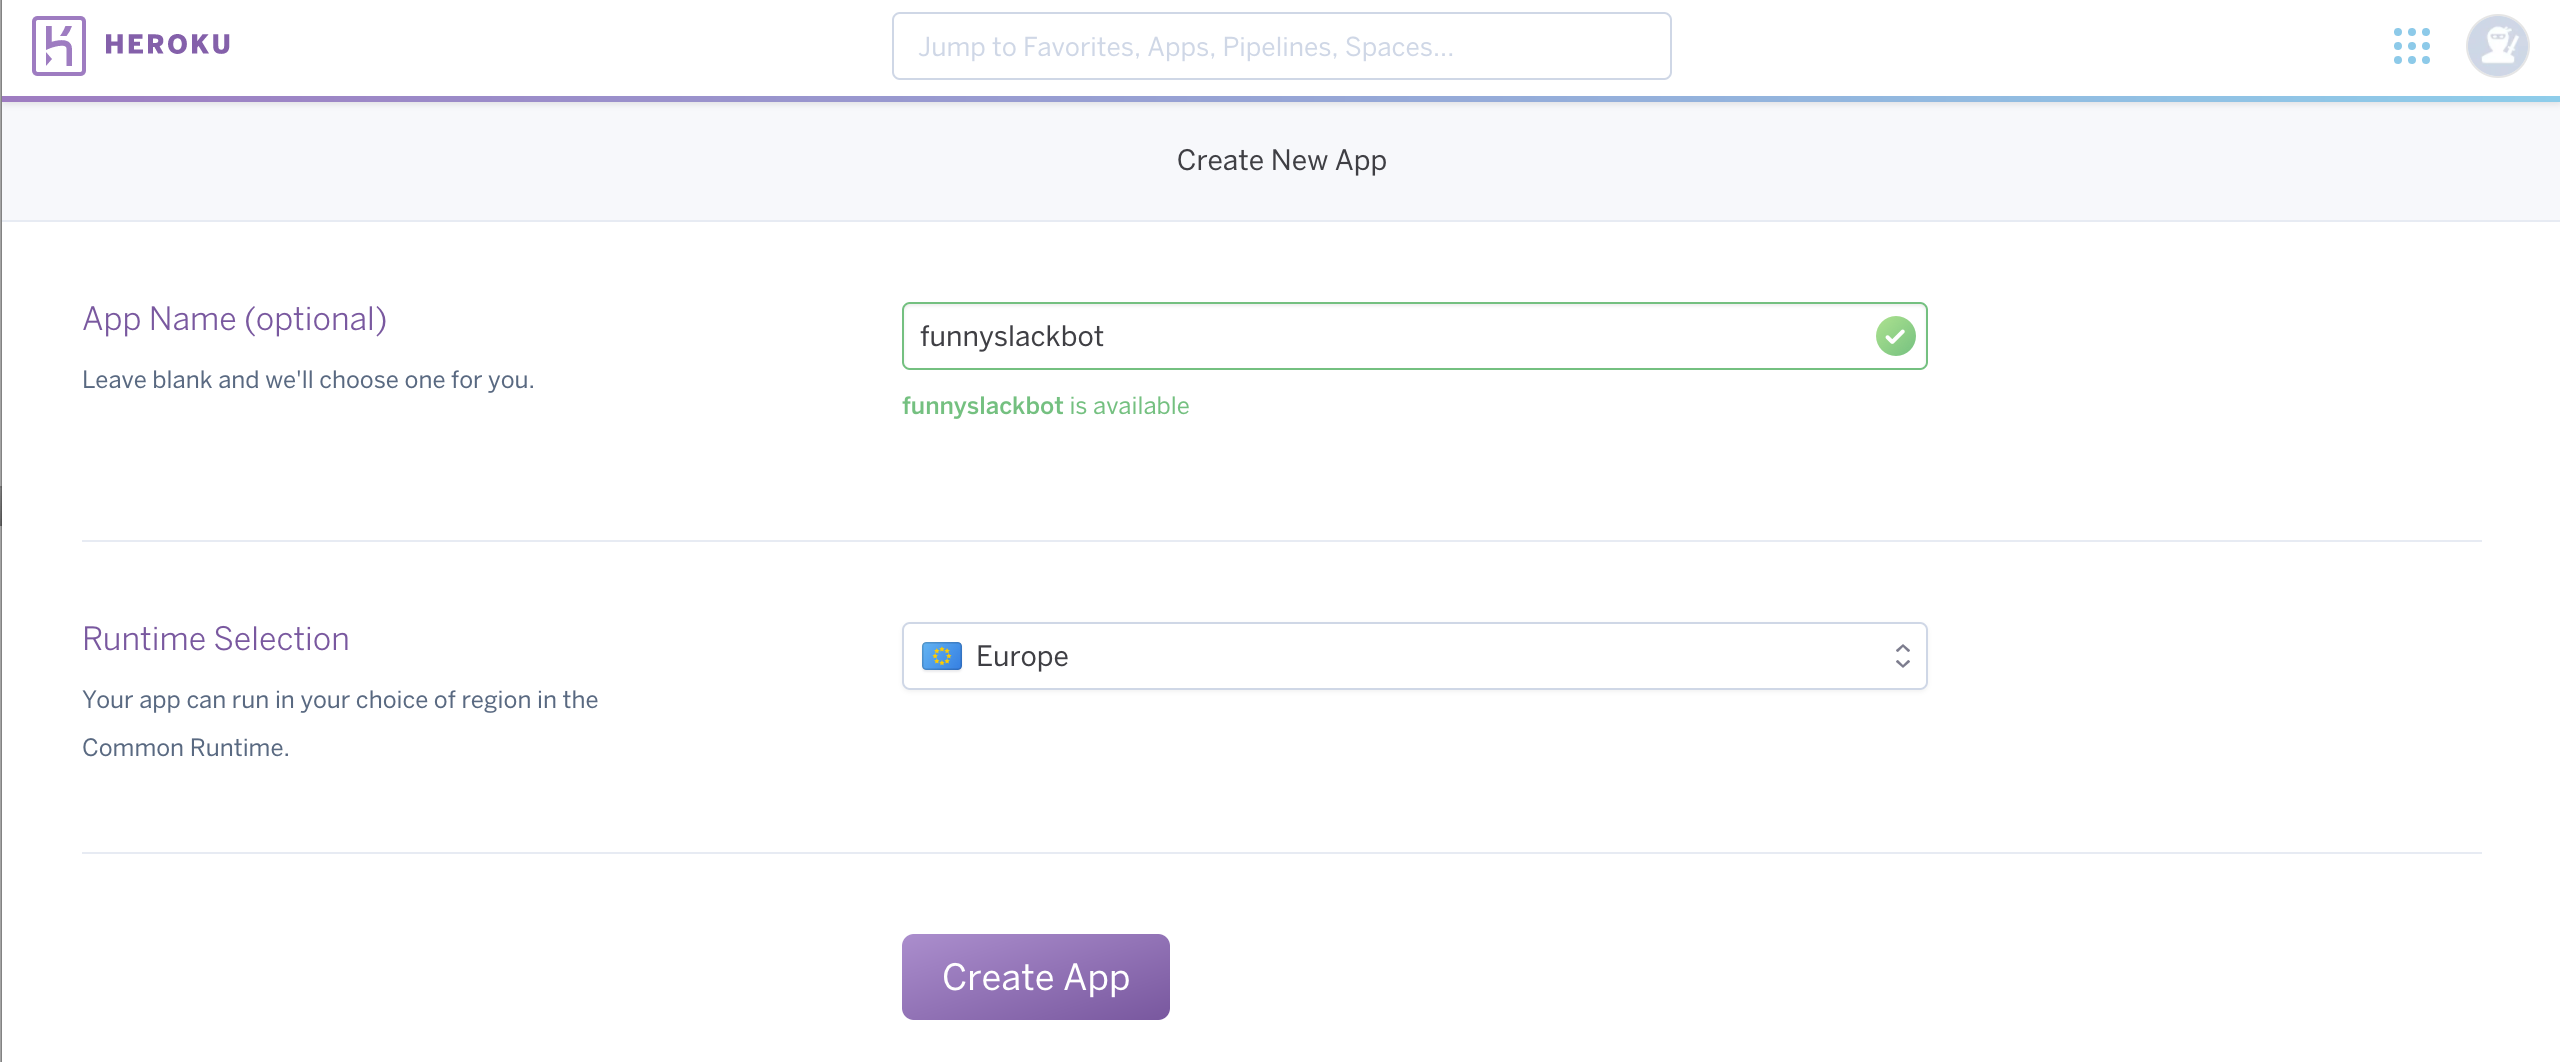 HEROKU
Jump to Favorites, Apps, Pipelines, Spaces...
Create New App
App Name (optional)
Leave blank and we'll choose one for you.
funnyslackbot
funnyslackbot is available
Runtime Selection
Your app can run in your choice of region in the
Common Runtime.
Europe
Create App